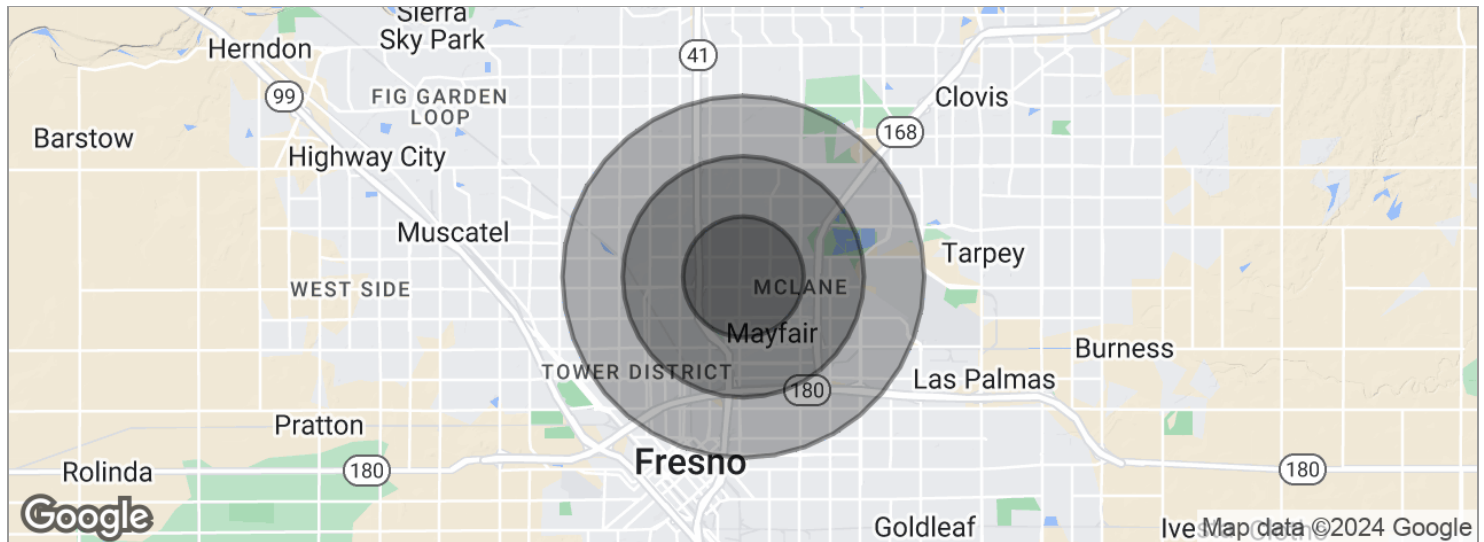 Sierra
Sky Park
Herndon
41
99
FIG GARDEN
LOOP
Clovis
168
Barstow
Highway City
Muscatel
Tarpey
WEST SIDE
MCLANE
Mayfair
Burness
TOWER DISTRICT
180
Las Palmas
Pratton
Fresno
Rolinda
180
180
Google
Goldleaf
Map data ©2024 Google